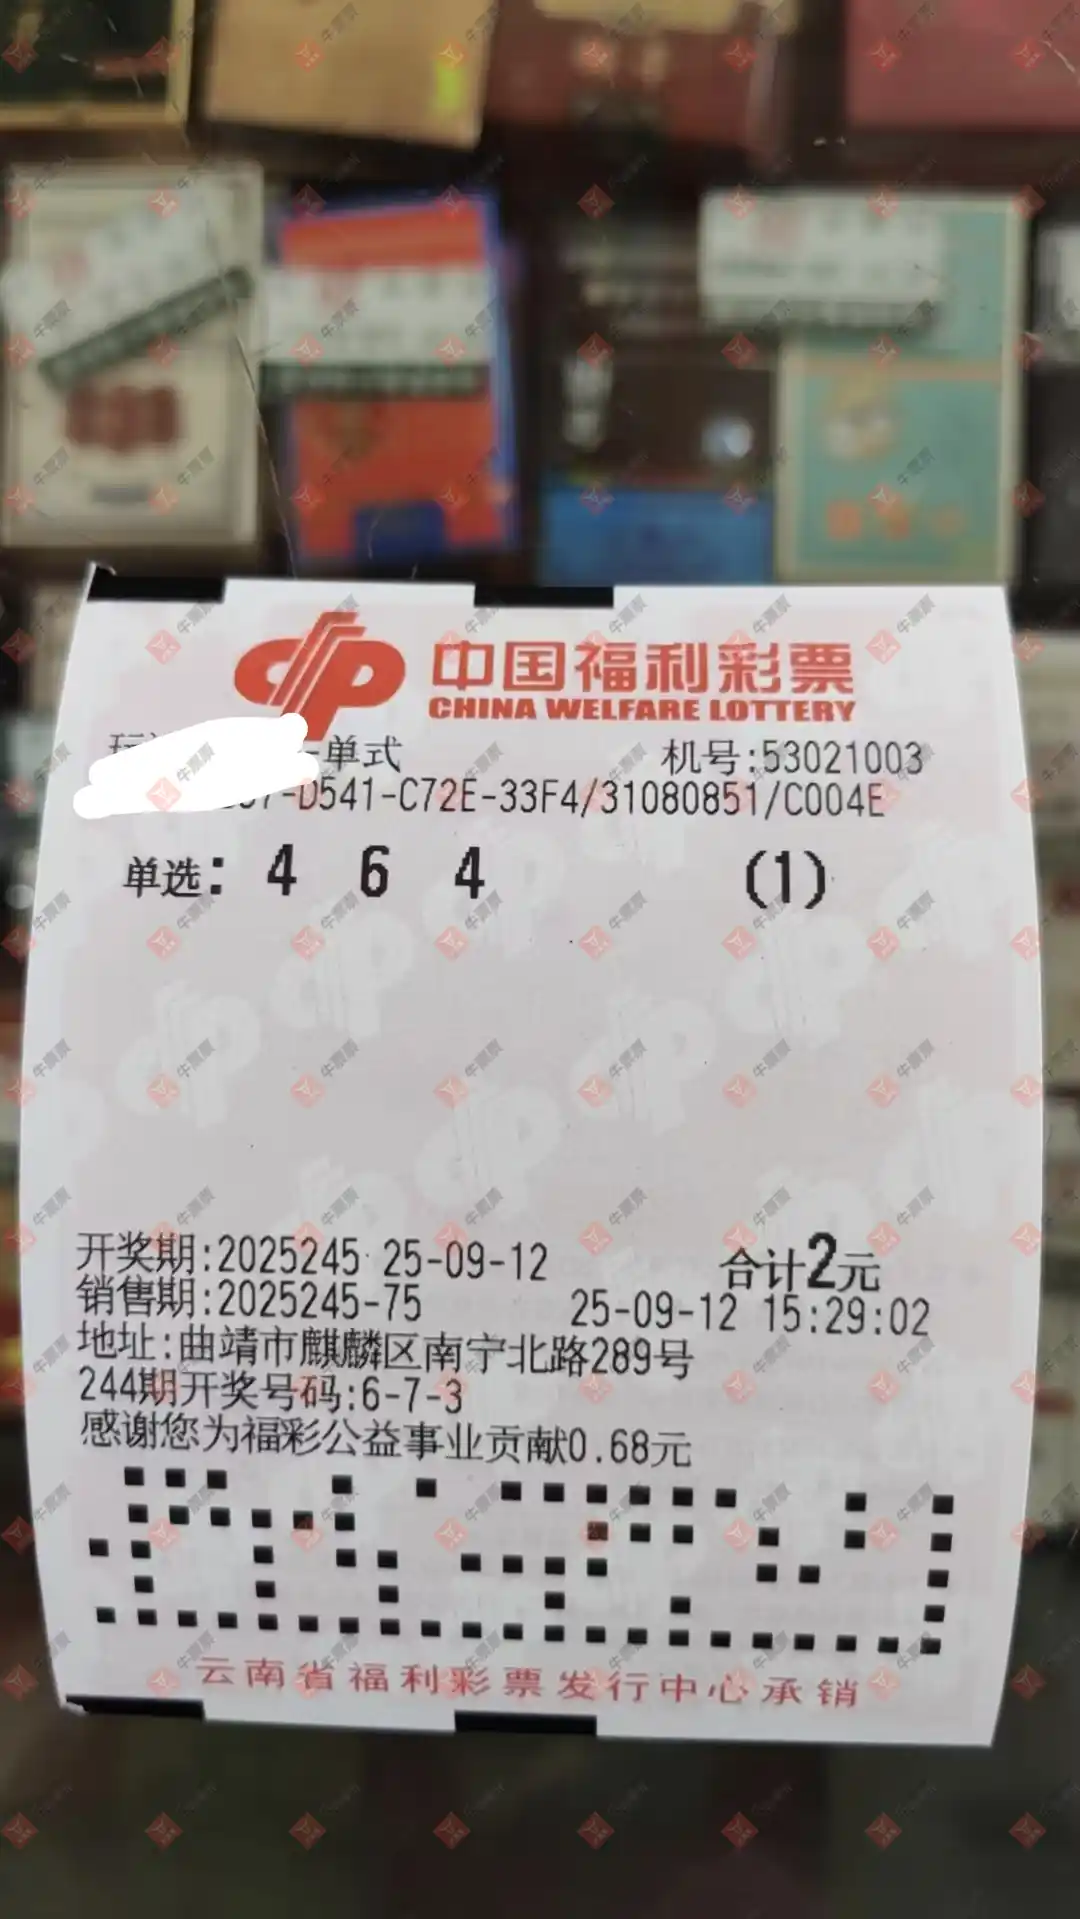 中国福利彩票
CHINA WELFARE LOTTERY
单式 机号:53021003
-D541-C72E-33F4/31080851/C004E
单选: 4 6 4 (1)
开奖期:2025245 25-09-12 合计2元
销售期:2025245-75 25-09-12 15:29:02
地址:曲靖市麒麟区南宁北路289号
244期开奖号码:6-7-3
感谢您为福彩公益事业贡献0.68元
云南省福利彩票发行中心承销
牛票票